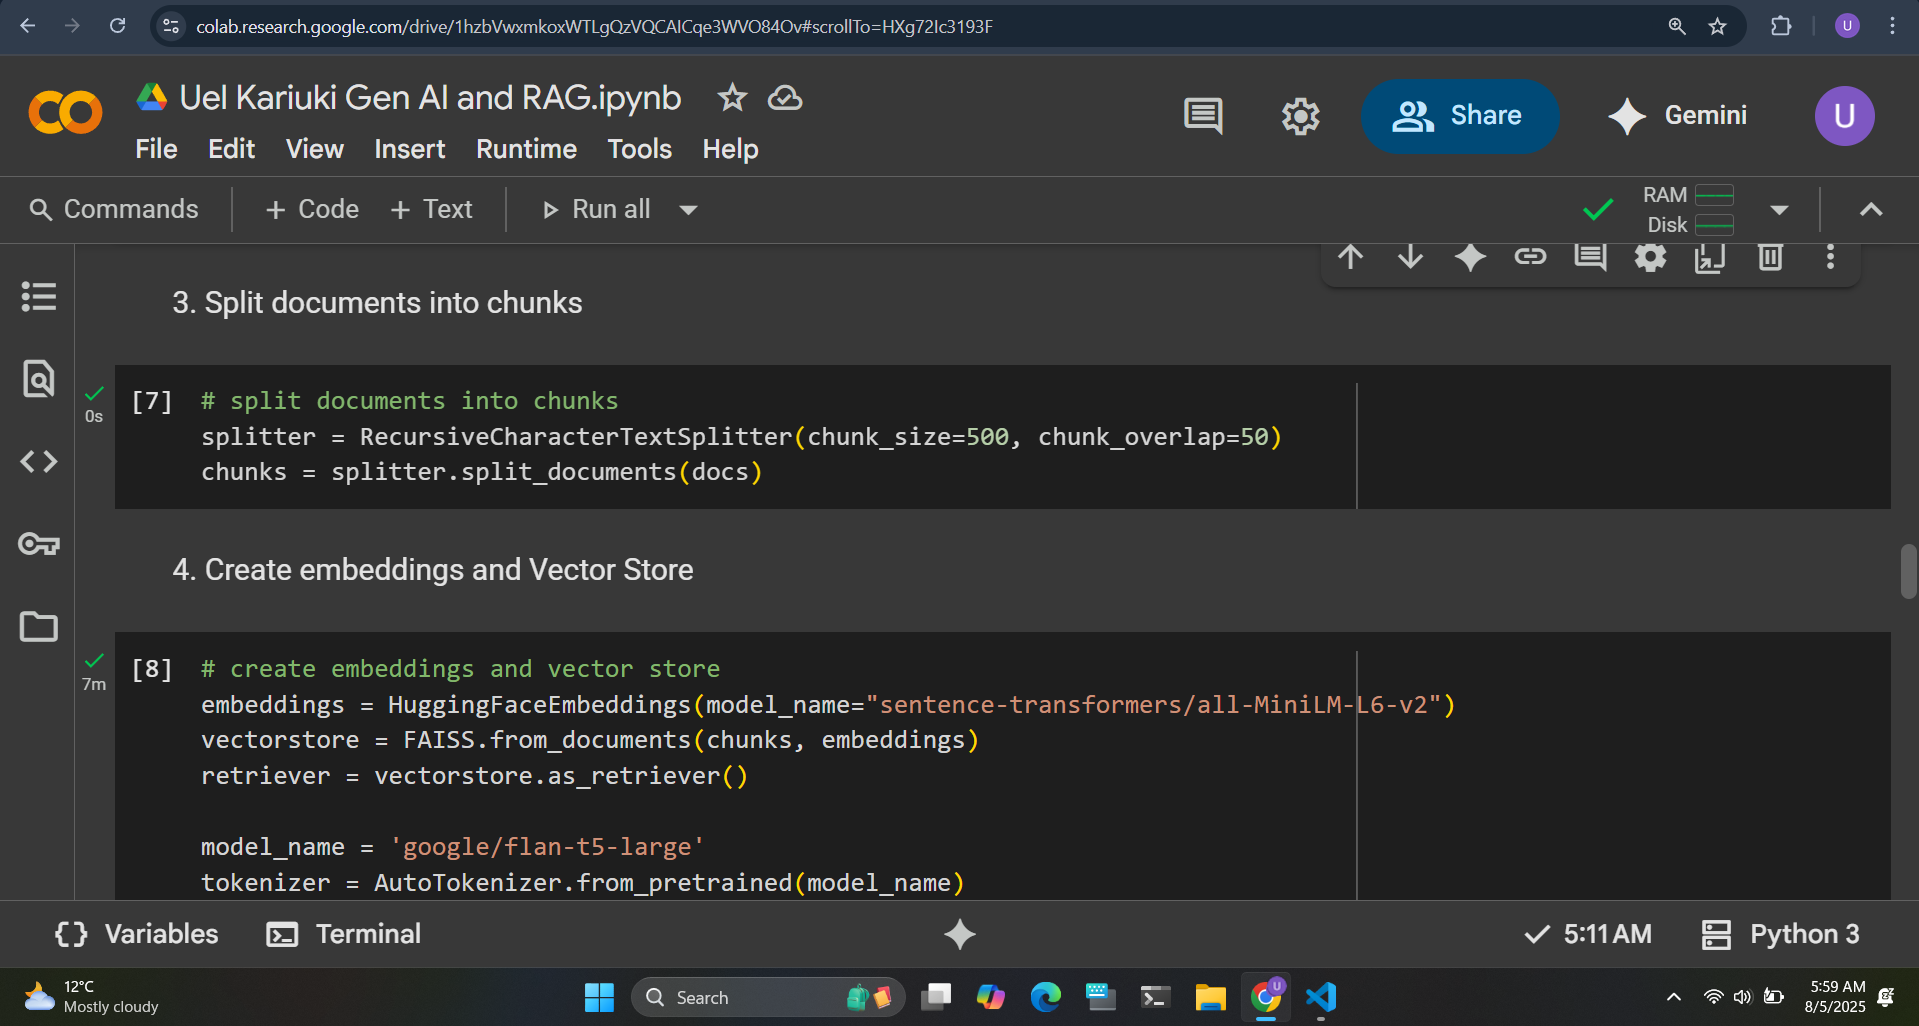 colab.research.google.com/drive/1hzbVwxmkoxWTLgQzVQCAICqe3WVO84Ov#scrollTo=HXg72Ic3193F
U
Uel Kariuki Gen AI and RAG.ipynb
File Edit View Insert Runtime Tools Help
Share
Gemini
U
Commands + Code + Text Run all
RAM
Disk
3. Split documents into chunks
0s
[7] # split documents into chunks
splitter = RecursiveCharacterTextSplitter(chunk_size=500, chunk_overlap=50)
chunks = splitter.split_documents(docs)
4. Create embeddings and Vector Store
7m
[8] # create embeddings and vector store
embeddings = HuggingFaceEmbeddings(model_name="sentence-transformers/all-MiniLM-L6-v2")
vectorstore = FAISS.from_documents(chunks, embeddings)
retriever = vectorstore.as_retriever()
model_name = 'google/flan-t5-large'
tokenizer = AutoTokenizer.from_pretrained(model_name)
Variables Terminal 5:11 AM Python 3
12°C
Mostly cloudy
Search
U
5:59 AM
8/5/2025